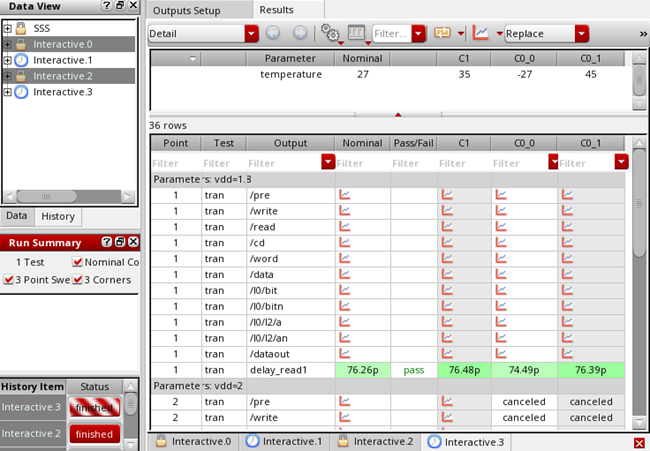 Data View
Outputs Setup
Results
SSS
Interactive.0
Interactive.1
Interactive.2
Interactive.3
Detail
Filter...
Replace
»
Parameter Nominal C1 C0_0 C0_1
temperature 27 35 -27 45
36 rows
Point Test Output Nominal Pass/Fail C1 C0_0 C0_1
Filter Filter Filter Filter Filter Filter Filter Filter
Parameters: vdd=1.8
1 tran /pre
1 tran /write
1 tran /read
1 tran /cd
1 tran /word
1 tran /data
1 tran /I0/bit
1 tran /I0/bitn
1 tran /I0/I2/a
1 tran /I0/I2/an
1 tran /dataout
1 tran delay_read1 76.26p pass 76.48p 74.49p 76.39p
Parameters: vdd=2
2 tran /pre canceled canceled
2 tran /write canceled canceled
Data History
Run Summary
1 Test Nominal Co
3 Point Swe 3 Corners
History Item Status
Interactive.3 finished
Interactive.2 finished
Interactive.0 Interactive.1 Interactive.2 Interactive.3